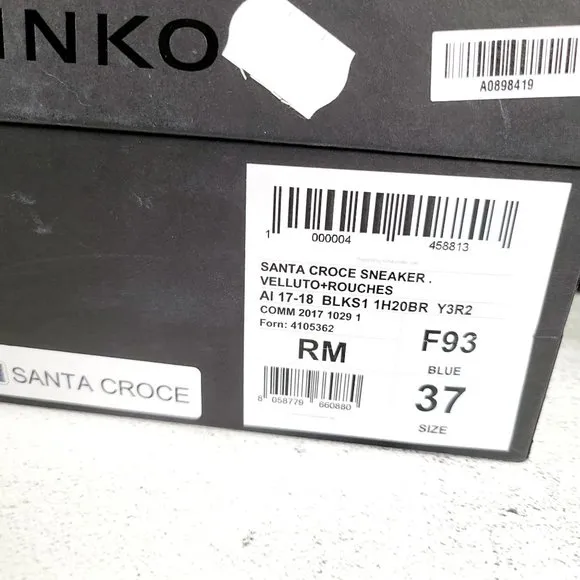 INKO
A0898419
1 000004 458813
SANTA CROCE SNEAKER .
VELLUTO+ROUCHES
AI 17-18 BLKS1 1H20BR Y3R2
COMM 2017 1029 1
Forn: 4105362
RM
F93
BLUE
8 058779 660880
37
SIZE
SANTA CROCE